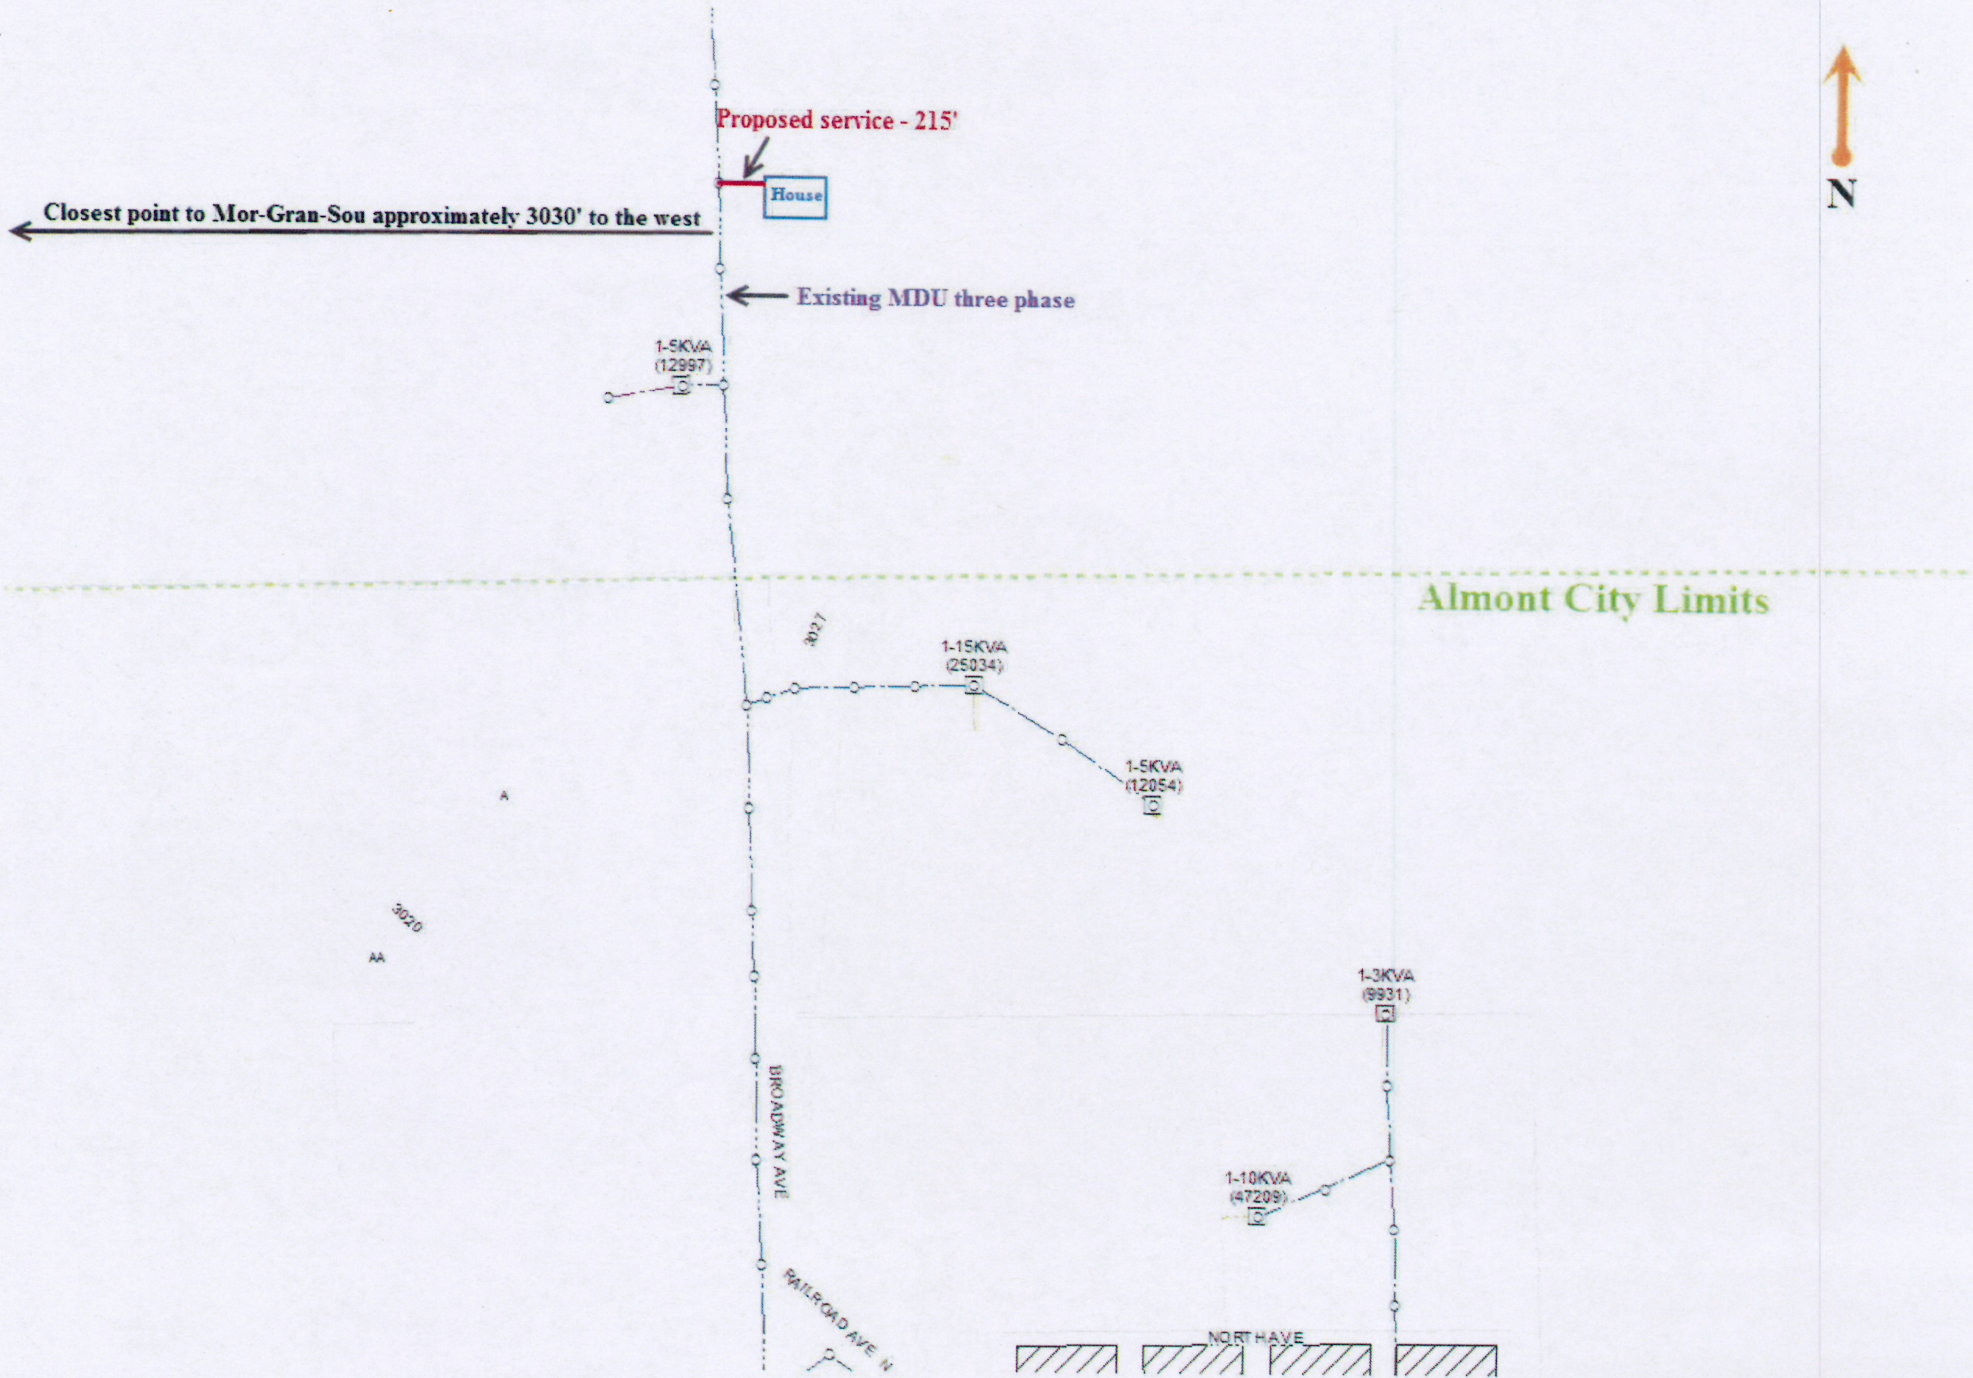 Proposed service - 215'
House
N
Closest point to Mor-Gran-Sou approximately 3030' to the west
Existing MDU three phase
1-5KVA
(12997)
Almont City Limits
3027
1-15KVA
(25034)
1-5KVA
(12054)
A
3020
AA
1-3KVA
(9931)
BROADWAY AVE
1-10KVA
(47209)
RAILROAD AVE N
NORTH AVE